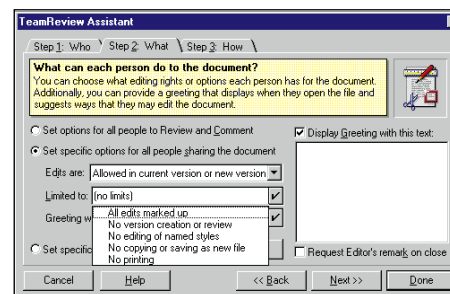 TeamReview Assistant
Step 1: Who
Step 2: What
Step 3: How
What can each person do to the document?
You can choose what editing rights or options each person has for the document.
Additionally, you can provide a greeting that displays when they open the file and
suggests ways that they may edit the document.
Set options for all people to Review and Comment
Set specific options for all people sharing the document
Edits are: Allowed in current version or new version
Limited to: (no limits)
Greeting w
All edits marked up
No version creation or review
No editing of named styles
No copying or saving as new file
No printing
Set specific
Display Greeting with this text:
Request Editor's remark on close
Cancel
Help
<< Back
Next >>
Done